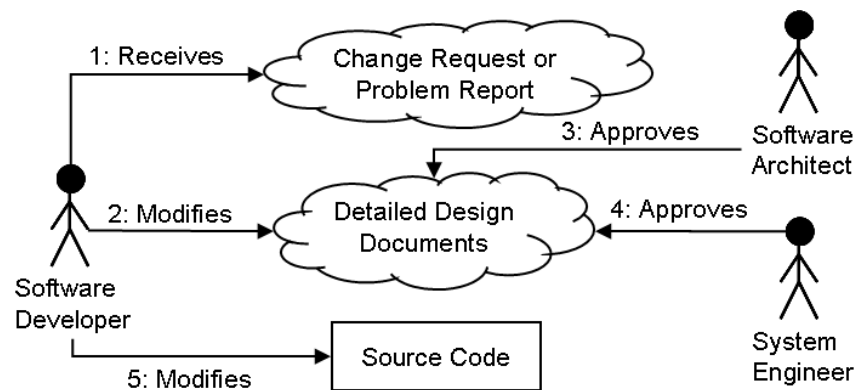 1: Receives
Change Request or
Problem Report
3: Approves
Software
Architect
2: Modifies
Detailed Design
Documents
4: Approves
Software
Developer
System
Engineer
Source Code
5: Modifies